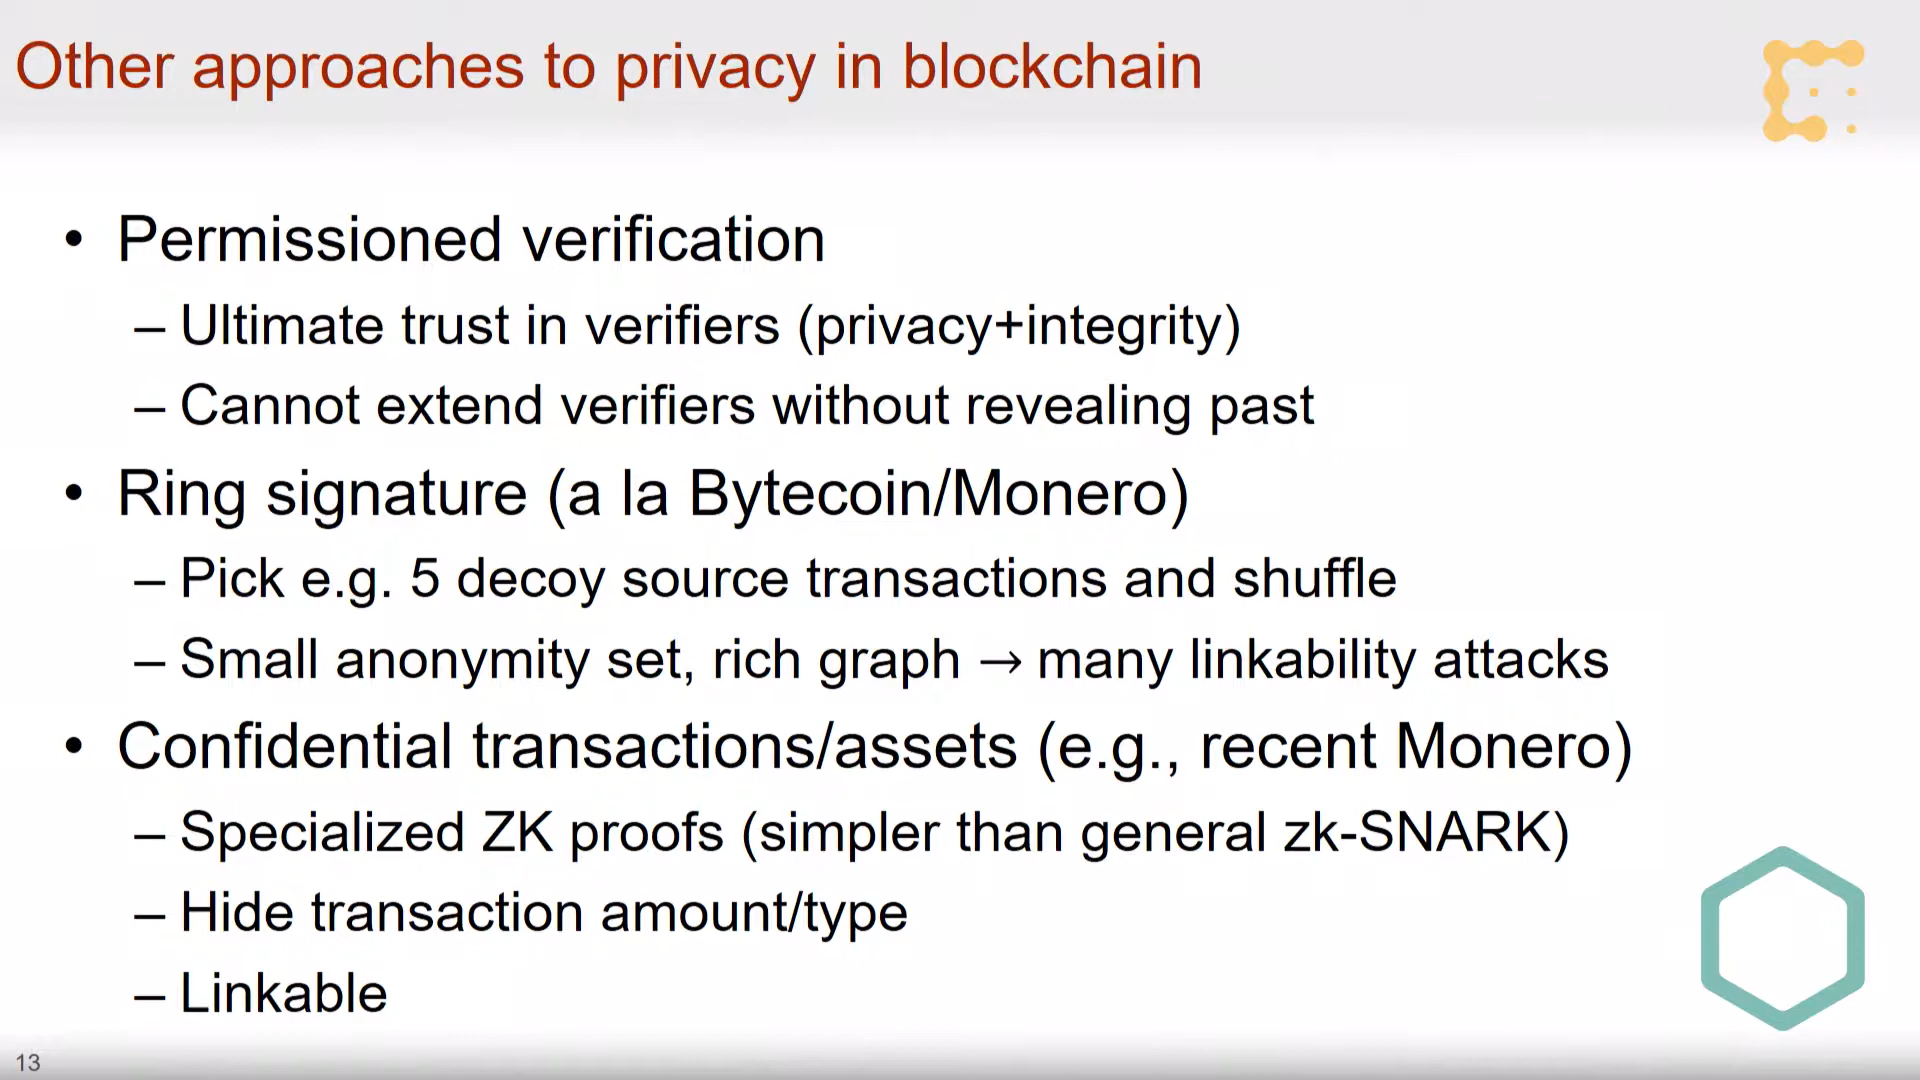 Other approaches to privacy in blockchain
• Permissioned verification
– Ultimate trust in verifiers (privacy+integrity)
– Cannot extend verifiers without revealing past
• Ring signature (a la Bytecoin/Monero)
– Pick e.g. 5 decoy source transactions and shuffle
– Small anonymity set, rich graph → many linkability attacks
• Confidential transactions/assets (e.g., recent Monero)
– Specialized ZK proofs (simpler than general zk-SNARK)
– Hide transaction amount/type
– Linkable
13